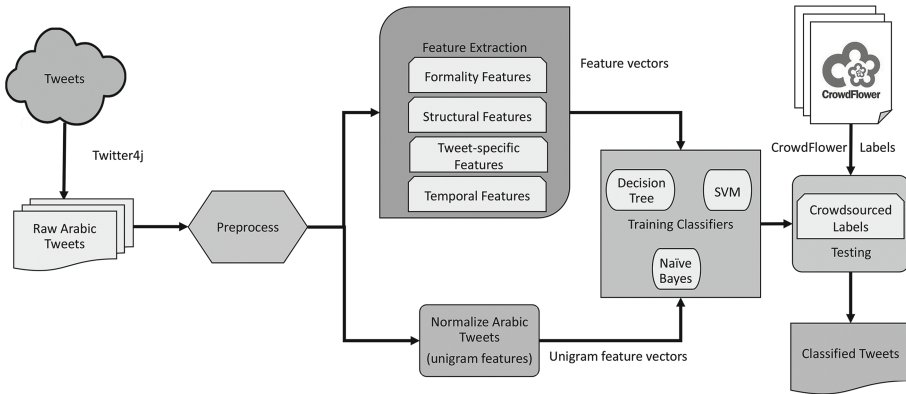 Tweets
Twitter4j
Raw Arabic
Tweets
Preprocess
Feature Extraction
Formality Features
Structural Features
Tweet-specific
Features
Temporal Features
Feature vectors
Normalize Arabic
Tweets
(unigram features)
Unigram feature vectors
Decision
Tree
SVM
Training Classifiers
Naïve
Bayes
CrowdFlower
CrowdFlower Labels
Crowdsourced
Labels
Testing
Classified Tweets